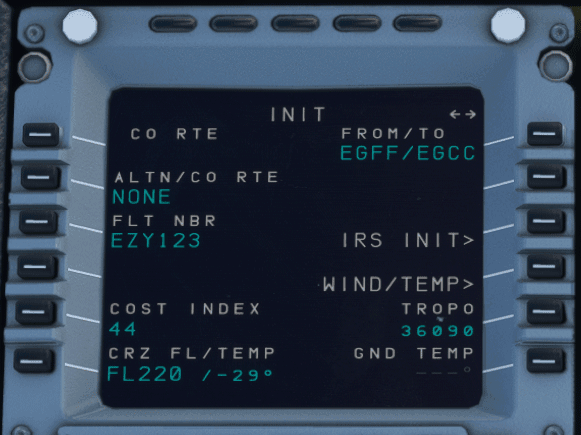 INIT ←→
CO RTE FROM/TO
EGFF/EGCC
ALTN/CO RTE
NONE
FLT NBR
EZY123 IRS INIT>
WIND/TEMP>
COST INDEX TROPO
44 36090
CRZ FL/TEMP GND TEMP
FL220 /-29° ---°